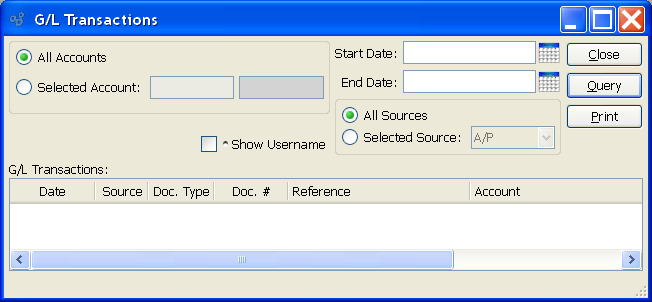 G/L Transactions
All Accounts
Selected Account:
Start Date:
End Date:
Close
Query
Print
All Sources
Selected Source: A/P
^ Show Username
G/L Transactions:
Date Source Doc. Type Doc. # Reference Account